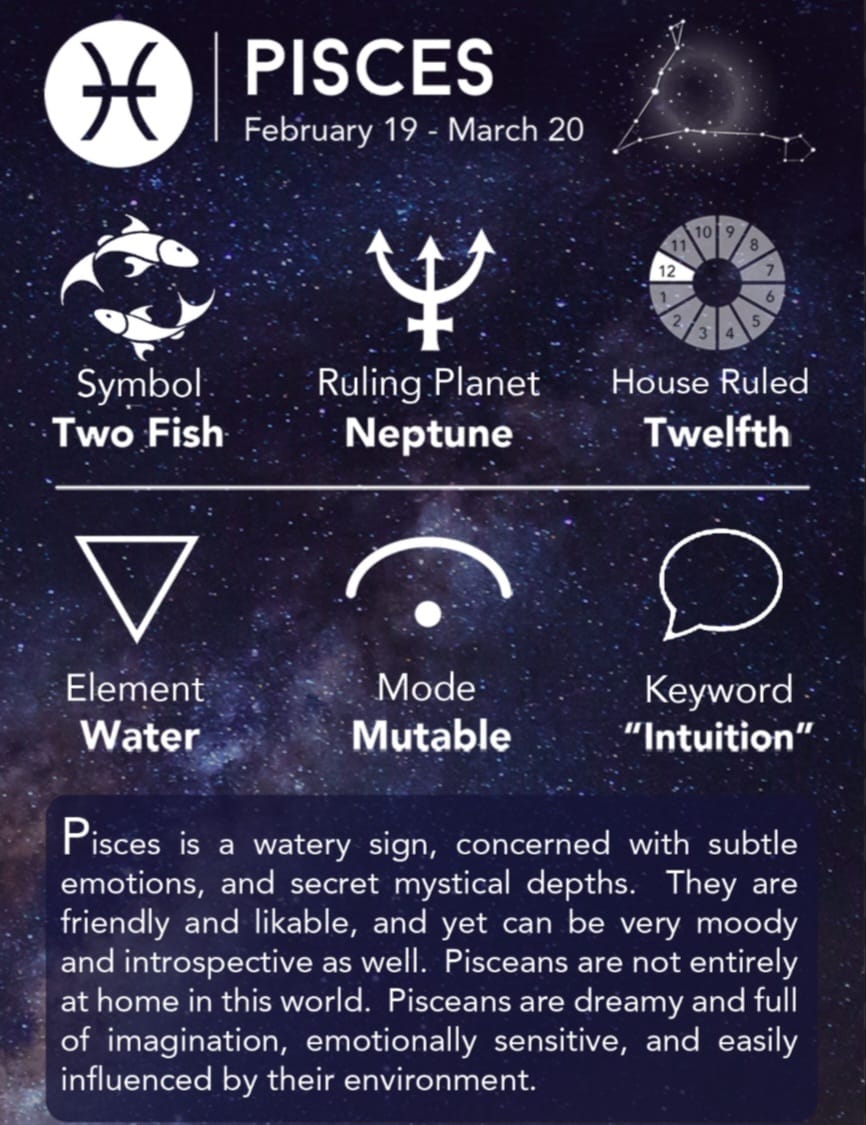 PISCES
February 19 - March 20
10 9
11 8
12 7
1 6
2 5
3 4
Symbol
Two Fish
Ruling Planet
Neptune
House Ruled
Twelfth
Element
Water
Mode
Mutable
Keyword
“Intuition”
Pisces is a watery sign, concerned with subtle
emotions, and secret mystical depths. They are
friendly and likable, and yet can be very moody
and introspective as well. Pisceans are not entirely
at home in this world. Pisceans are dreamy and full
of imagination, emotionally sensitive, and easily
influenced by their environment.